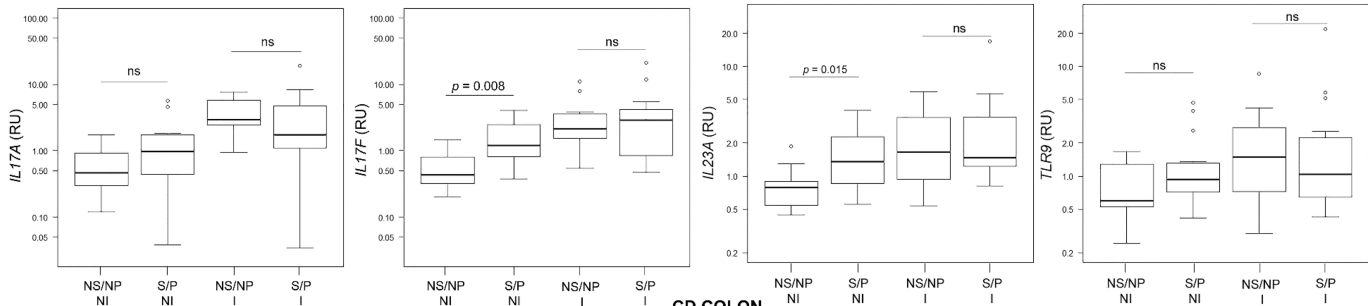 IL17A (RU)
100.00
50.00
10.00
5.00
1.00
0.50
0.10
0.05
ns
ns
NS/NP S/P NS/NP S/P
NI NI I I
IL17F (RU)
100.00
50.00
10.00
5.00
1.00
0.50
0.10
0.05
p = 0.008
ns
NS/NP S/P NS/NP S/P
NI NI I I
IL23A (RU)
20.0
5.0
2.0
1.0
0.5
0.2
p = 0.015
ns
NS/NP S/P NS/NP S/P
NI NI I I
TLR9 (RU)
20.0
5.0
2.0
1.0
0.5
0.2
ns
ns
NS/NP S/P NS/NP S/P
NI NI I I
CD COLON